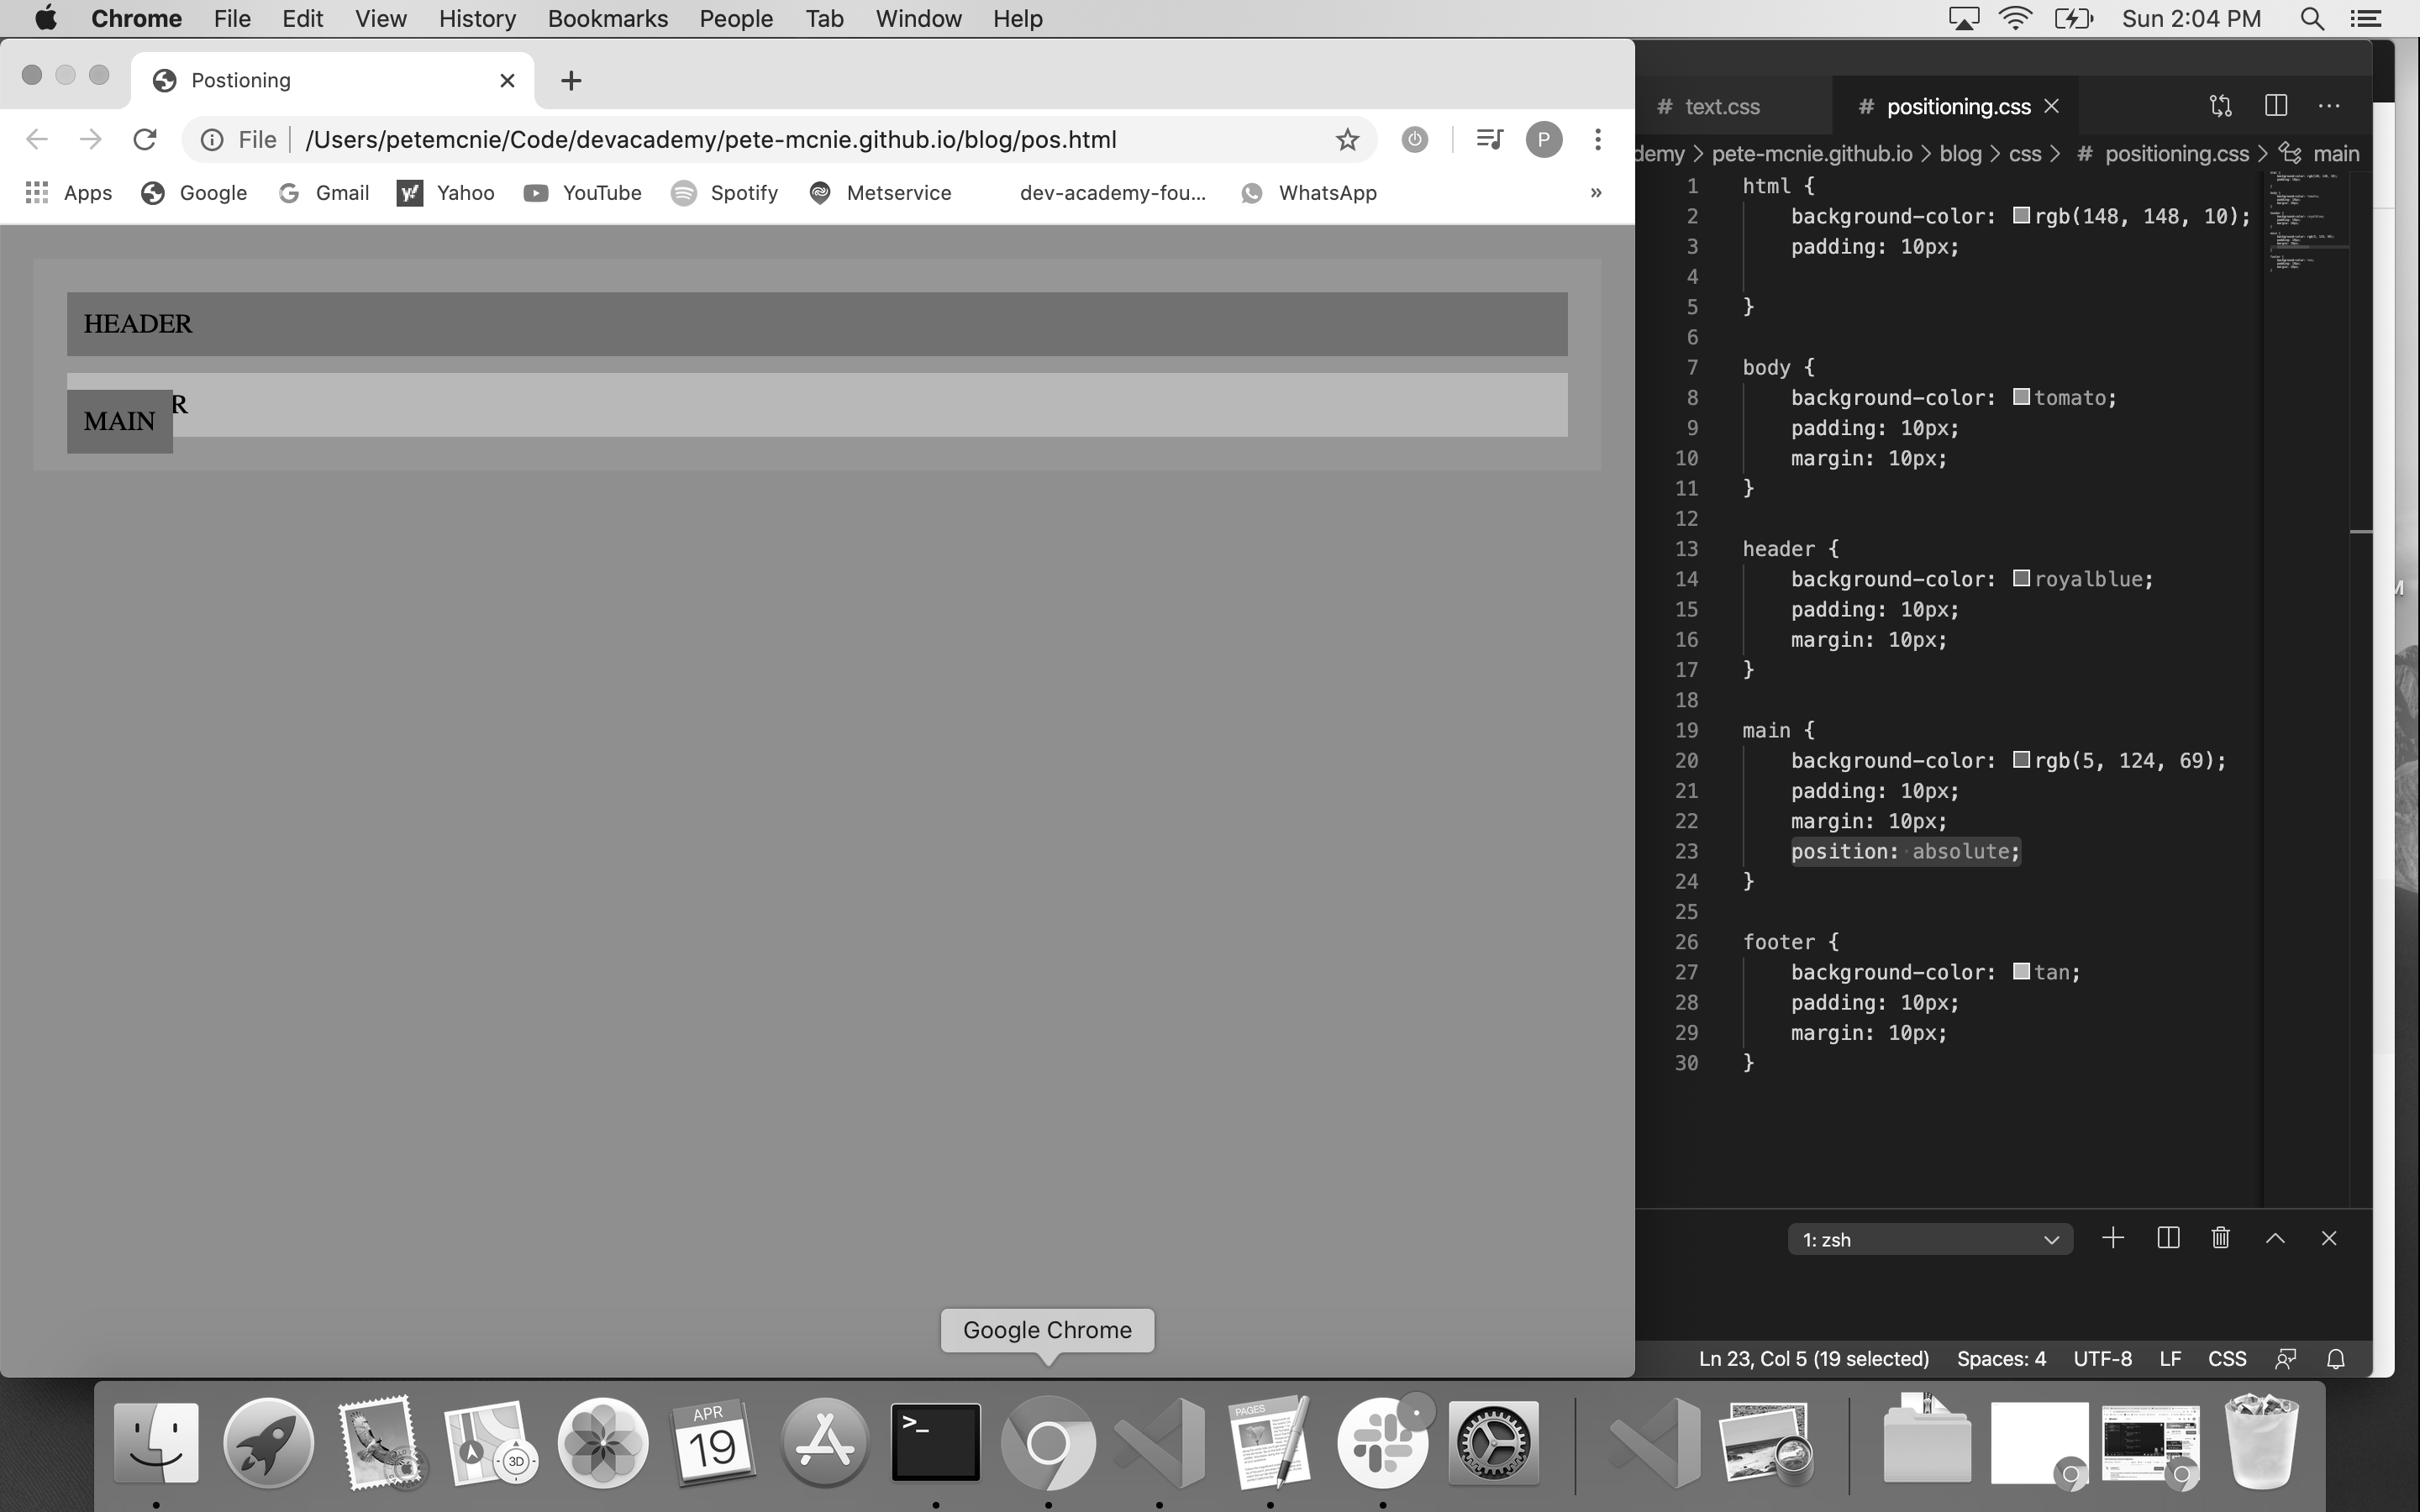 Chrome File Edit View History Bookmarks People Tab Window Help Sun 2:04 PM
Postioning
File /Users/petemcnie/Code/devacademy/pete-mcnie.github.io/blog/pos.html P
Apps Google Gmail Yahoo YouTube Spotify Metservice dev-academy-fou... WhatsApp »
HEADER
R
MAIN
# text.css # positioning.css
demy > pete-mcnie.github.io > blog > css > # positioning.css > main
1 html {
2 background-color: rgb(148, 148, 10);
3 padding: 10px;
4
5 }
6
7 body {
8 background-color: tomato;
9 padding: 10px;
10 margin: 10px;
11 }
12
13 header {
14 background-color: royalblue;
15 padding: 10px;
16 margin: 10px;
17 }
18
19 main {
20 background-color: rgb(5, 124, 69);
21 padding: 10px;
22 margin: 10px;
23 position: absolute;
24 }
25
26 footer {
27 background-color: tan;
28 padding: 10px;
29 margin: 10px;
30 }
1: zsh
Ln 23, Col 5 (19 selected) Spaces: 4 UTF-8 LF CSS
Google Chrome
3D
APR
19
>_
PAGES